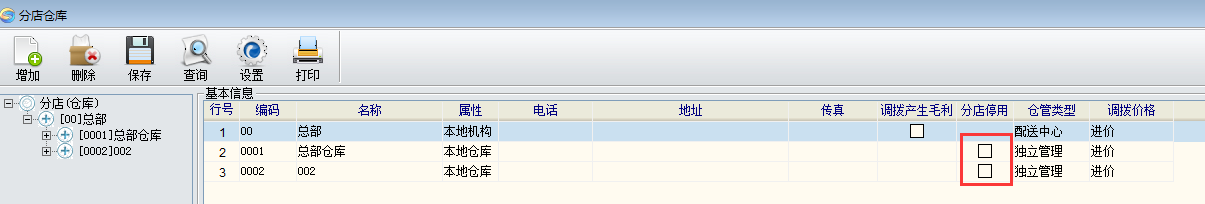 分店仓库
增加 删除 保存 查询 设置 打印
分店(仓库)
[00]总部
[0001]总部仓库
[0002]002
基本信息
行号 编码 名称 属性 电话 地址 传真 调拨产生毛利 分店停用 仓管类型 调拨价格
1 00 总部 本地机构 配送中心 进价
2 0001 总部仓库 本地仓库 独立管理 进价
3 0002 002 本地仓库 独立管理 进价